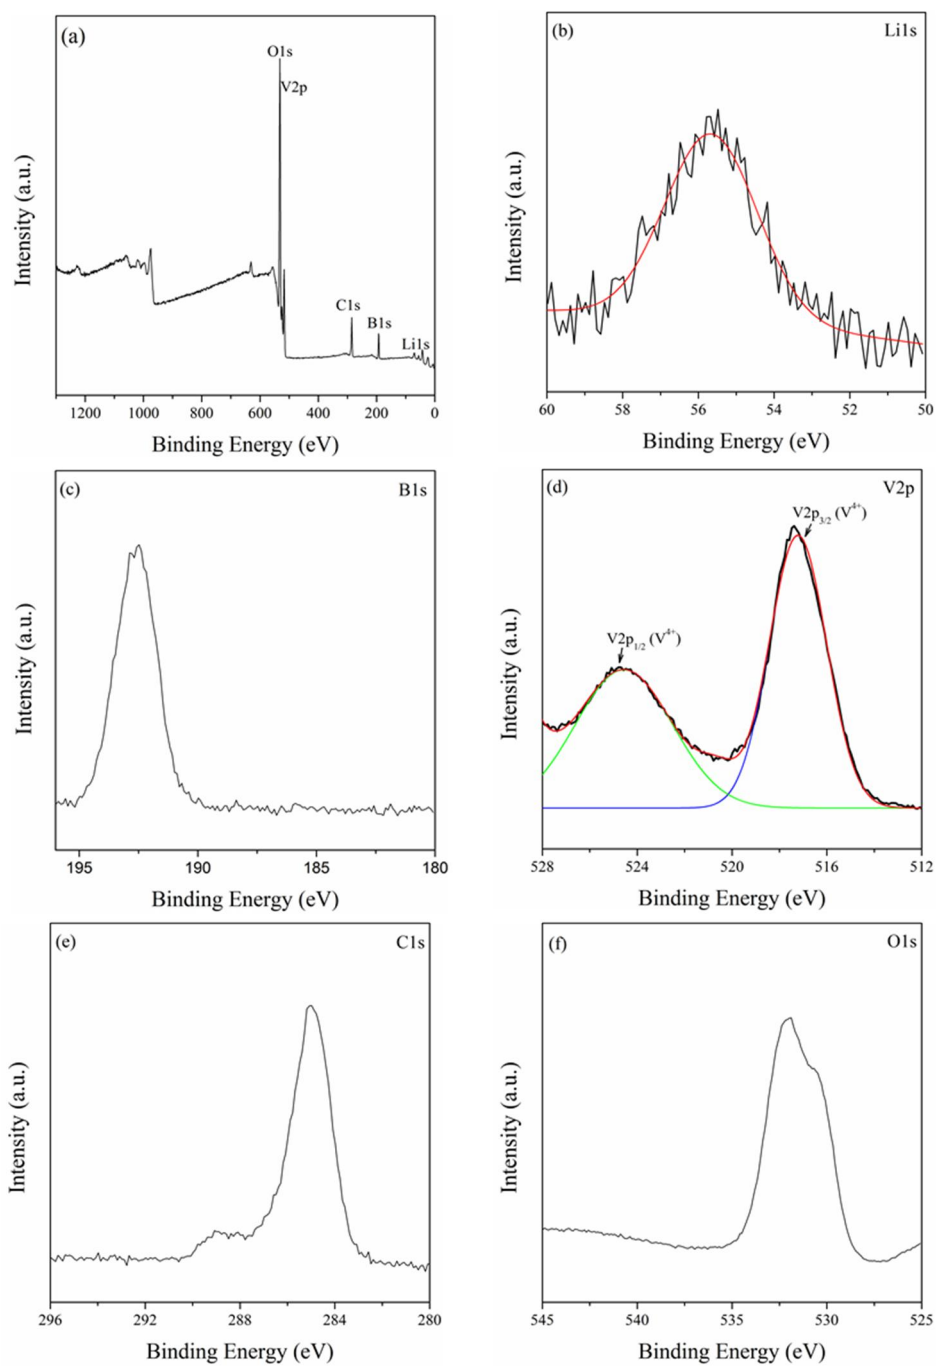 (a)
O1s
V2p
C1s
B1s
Li1s
Intensity (a.u.)
1200 1000 800 600 400 200 0
Binding Energy (eV)
(b)
Li1s
Intensity (a.u.)
60 58 56 54 52 50
Binding Energy (eV)
(c)
B1s
Intensity (a.u.)
195 190 185 180
Binding Energy (eV)
(d)
V2p
V2p3/2 (V4+)
V2p1/2 (V4+)
Intensity (a.u.)
528 524 520 516 512
Binding Energy (eV)
(e)
C1s
Intensity (a.u.)
296 292 288 284 280
Binding Energy (eV)
(f)
O1s
Intensity (a.u.)
545 540 535 530 525
Binding Energy (eV)